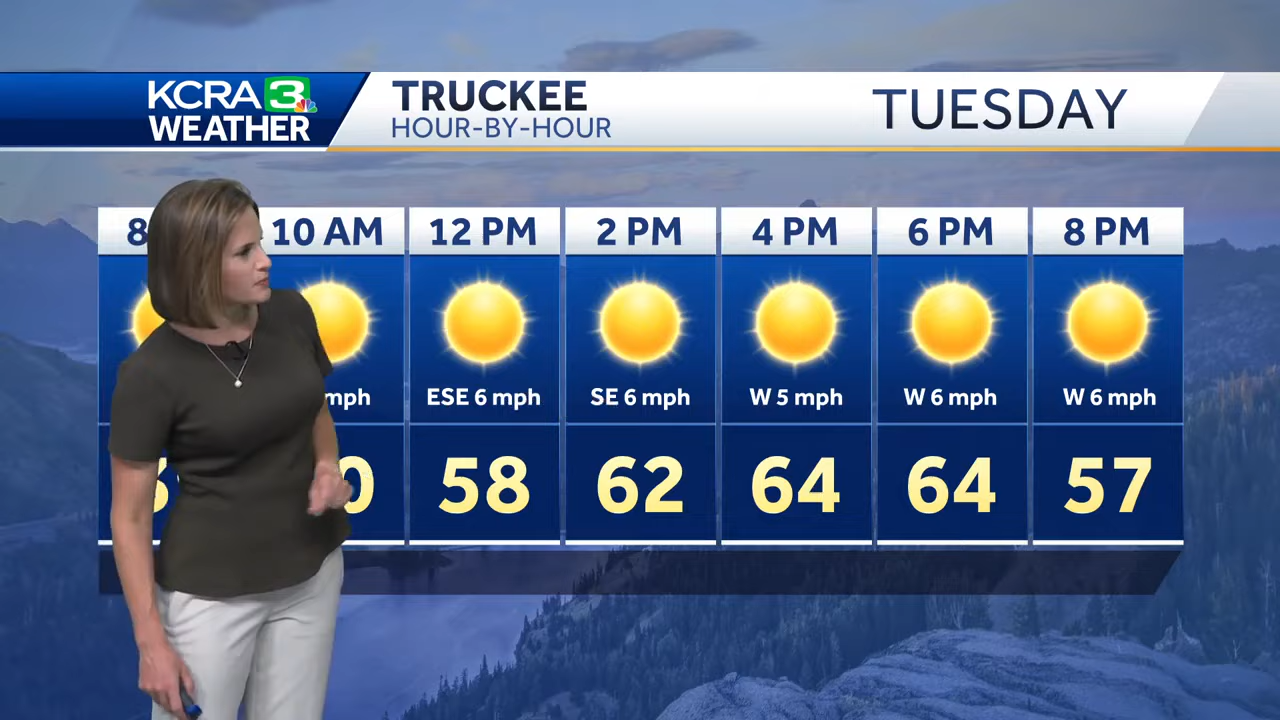 KCRA 3
WEATHER
TRUCKEE
HOUR-BY-HOUR
TUESDAY
10 AM
12 PM
2 PM
4 PM
6 PM
8 PM
mph
ESE 6 mph
SE 6 mph
W 5 mph
W 6 mph
W 6 mph
58
62
64
64
57